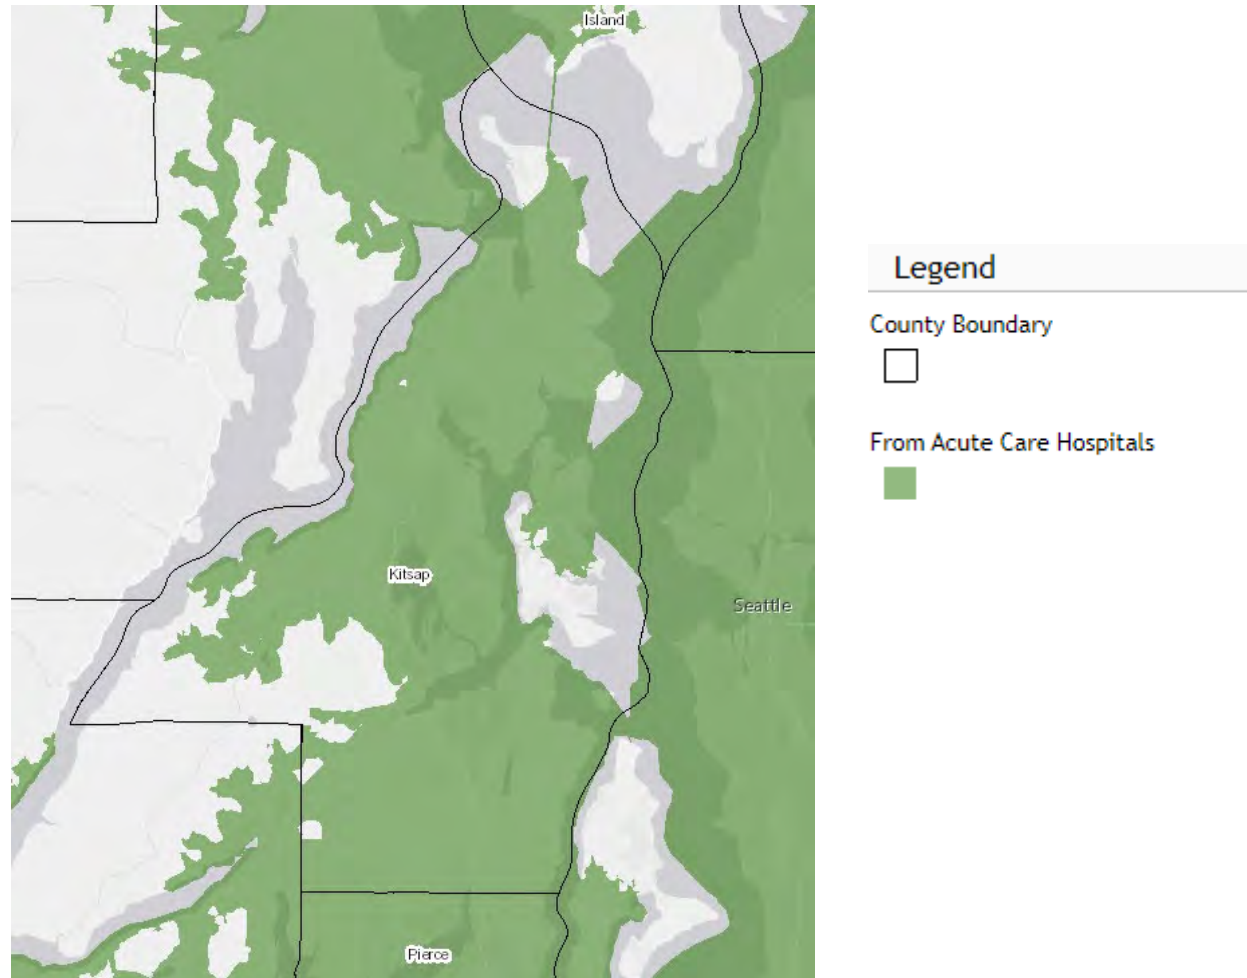 Island
Kitsap
Seattle
Pierce
Legend
County Boundary
From Acute Care Hospitals